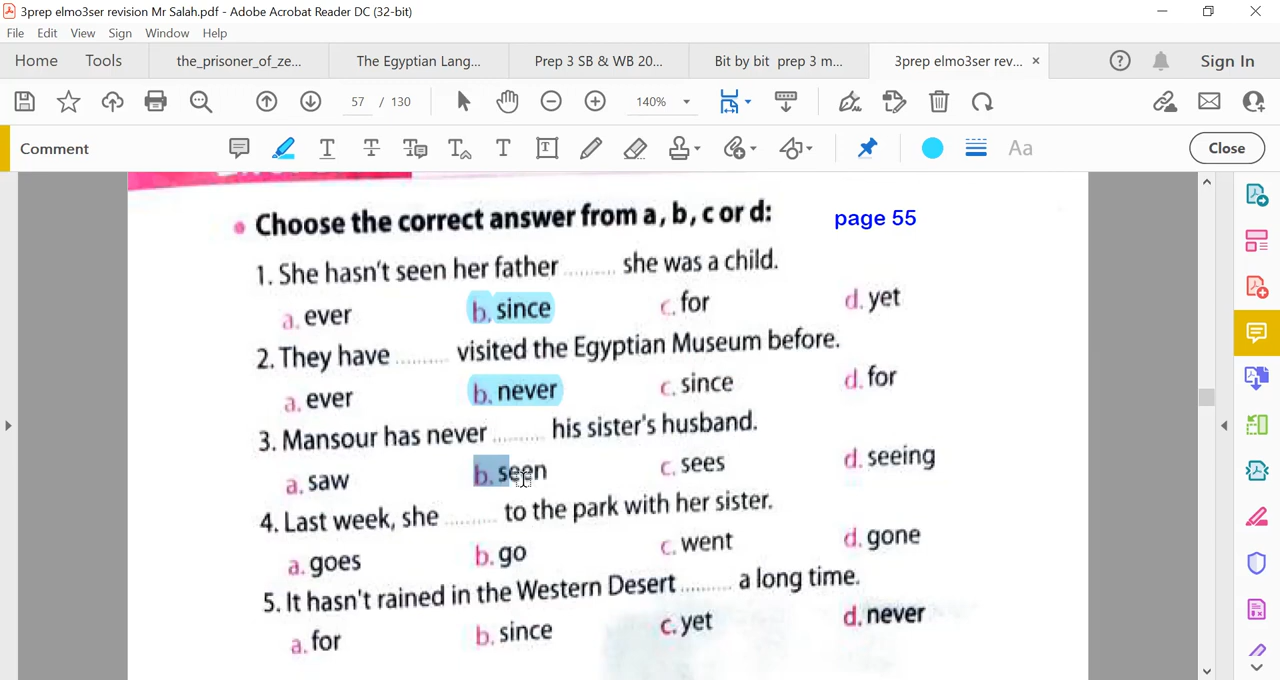 3prep elmo3ser revision Mr Salah.pdf - Adobe Acrobat Reader DC (32-bit)
File Edit View Sign Window Help
Home Tools the_prisoner_of_ze... The Egyptian Lang... Prep 3 SB & WB 20... Bit by bit prep 3 m... 3prep elmo3ser rev... × Sign In
57 / 130 140%
Comment Aa Close
Choose the correct answer from a, b, c or d: page 55
1. She hasn't seen her father .......... she was a child.
a. ever b. since c. for d. yet
2. They have .......... visited the Egyptian Museum before.
a. ever b. never c. since d. for
3. Mansour has never .......... his sister's husband.
a. saw b. seen c. sees d. seeing
4. Last week, she .......... to the park with her sister.
a. goes b. go c. went d. gone
5. It hasn't rained in the Western Desert .......... a long time.
a. for b. since c. yet d. never